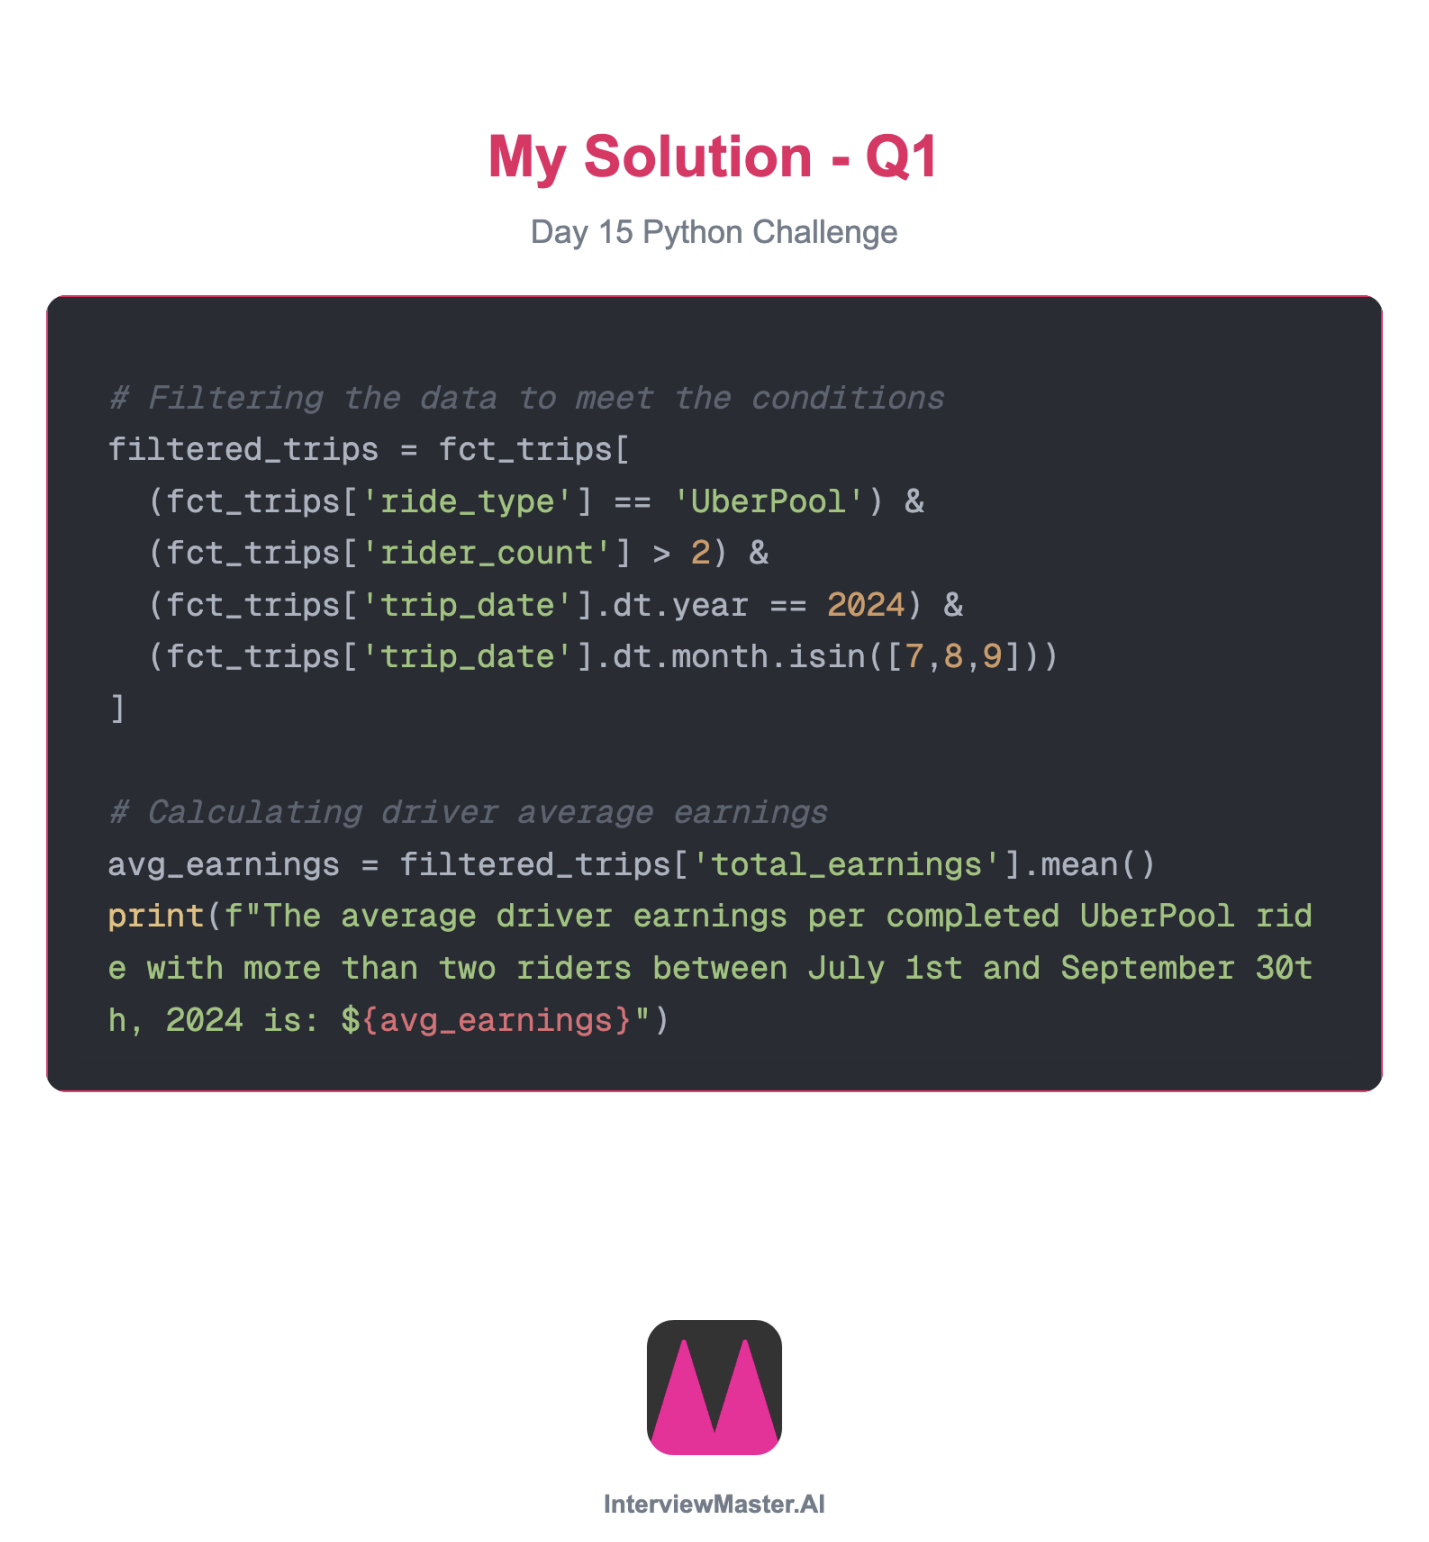 My Solution - Q1
Day 15 Python Challenge
# Filtering the data to meet the conditions
filtered_trips = fct_trips[
  (fct_trips['ride_type'] == 'UberPool') &
  (fct_trips['rider_count'] > 2) &
  (fct_trips['trip_date'].dt.year == 2024) &
  (fct_trips['trip_date'].dt.month.isin([7,8,9]))
]
# Calculating driver average earnings
avg_earnings = filtered_trips['total_earnings'].mean()
print(f"The average driver earnings per completed UberPool rid
e with more than two riders between July 1st and September 30t
h, 2024 is: ${avg_earnings}")
InterviewMaster.AI